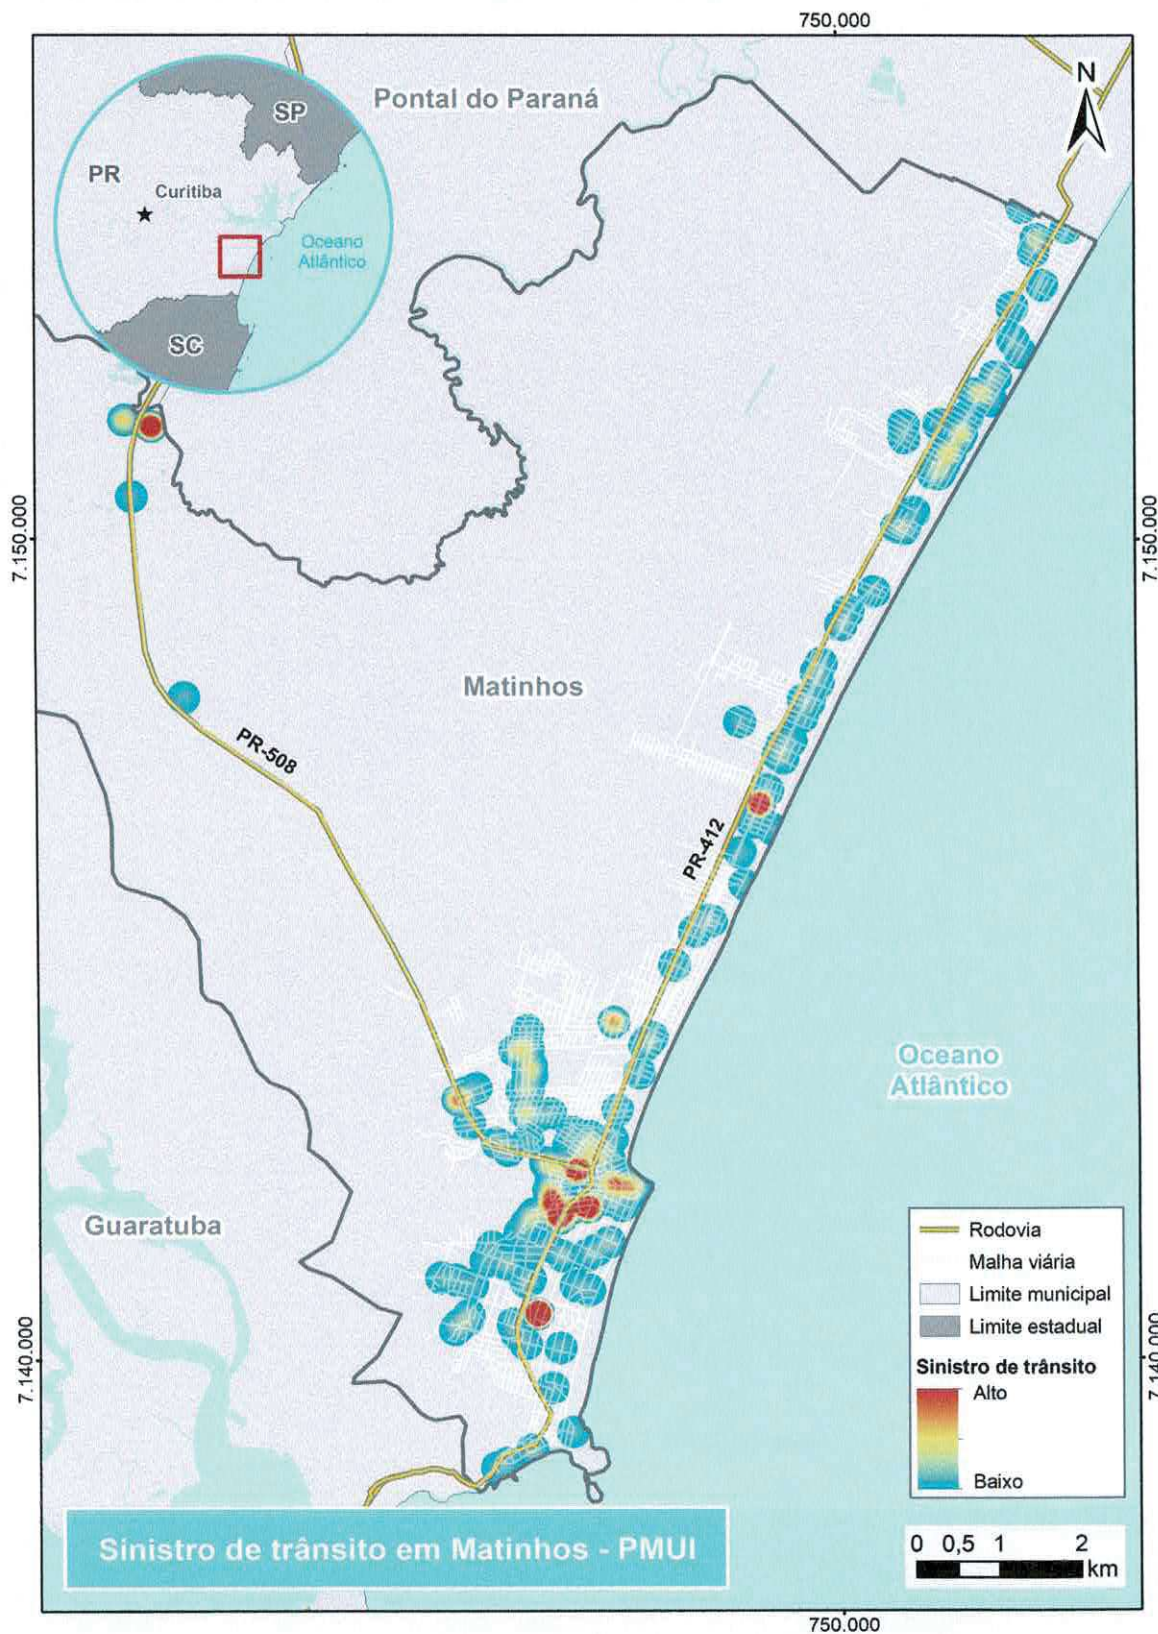 750.000
N
Pontal do Paraná
SP
PR
Curitiba
Oceano
Atlântico
SC
7.150.000
7.150.000
Matinhos
PR-508
PR-412
Oceano
Atlântico
Guaratuba
Rodovia
Malha viária
Limite municipal
Limite estadual
Sinistro de trânsito
Alto
Baixo
7.140.000
7.140.000
0 0,5 1 2
km
Sinistro de trânsito em Matinhos - PMUI
750.000